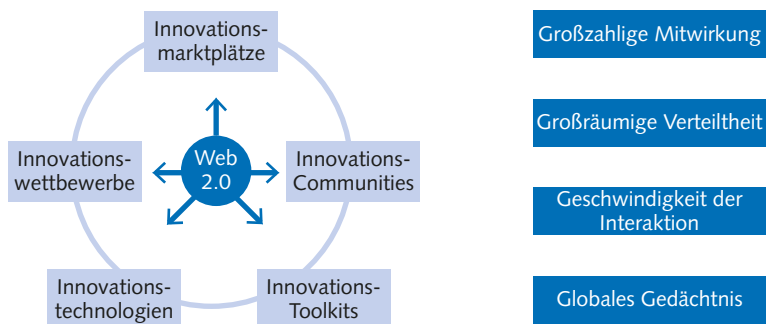 Innovations-
marktplätze
Innovations-
wettbewerbe
Web
2.0
Innovations-
Communities
Innovations-
technologien
Innovations-
Toolkits
Großzahlige Mitwirkung
Großräumige Verteiltheit
Geschwindigkeit der
Interaktion
Globales Gedächtnis